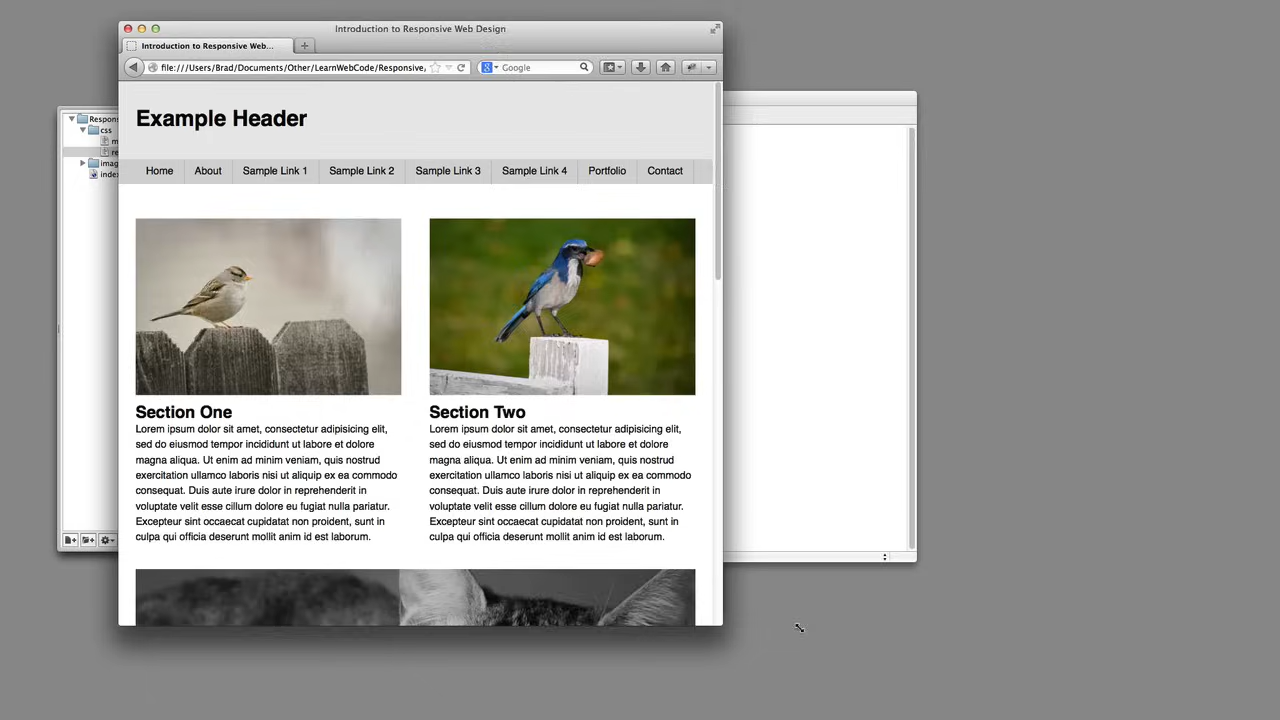 Introduction to Responsive Web Design
Introduction to Responsive Web...
file:///Users/Brad/Documents/Other/LearnWebCode/Responsive,
Google
Respon
css
m
re
imag
index
Example Header
Home
About
Sample Link 1
Sample Link 2
Sample Link 3
Sample Link 4
Portfolio
Contact
Section One
Lorem ipsum dolor sit amet, consectetur adipisicing elit,
sed do eiusmod tempor incididunt ut labore et dolore
magna aliqua. Ut enim ad minim veniam, quis nostrud
exercitation ullamco laboris nisi ut aliquip ex ea commodo
consequat. Duis aute irure dolor in reprehenderit in
voluptate velit esse cillum dolore eu fugiat nulla pariatur.
Excepteur sint occaecat cupidatat non proident, sunt in
culpa qui officia deserunt mollit anim id est laborum.
Section Two
Lorem ipsum dolor sit amet, consectetur adipisicing elit,
sed do eiusmod tempor incididunt ut labore et dolore
magna aliqua. Ut enim ad minim veniam, quis nostrud
exercitation ullamco laboris nisi ut aliquip ex ea commodo
consequat. Duis aute irure dolor in reprehenderit in
voluptate velit esse cillum dolore eu fugiat nulla pariatur.
Excepteur sint occaecat cupidatat non proident, sunt in
culpa qui officia deserunt mollit anim id est laborum.